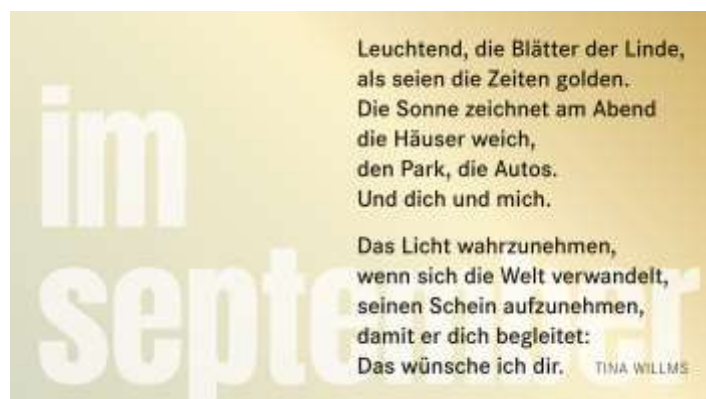 im
september
Leuchtend, die Blätter der Linde,
als seien die Zeiten golden.
Die Sonne zeichnet am Abend
die Häuser weich,
den Park, die Autos.
Und dich und mich.
Das Licht wahrzunehmen,
wenn sich die Welt verwandelt,
seinen Schein aufzunehmen,
damit er dich begleitet:
Das wünsche ich dir. TINA WILLMS